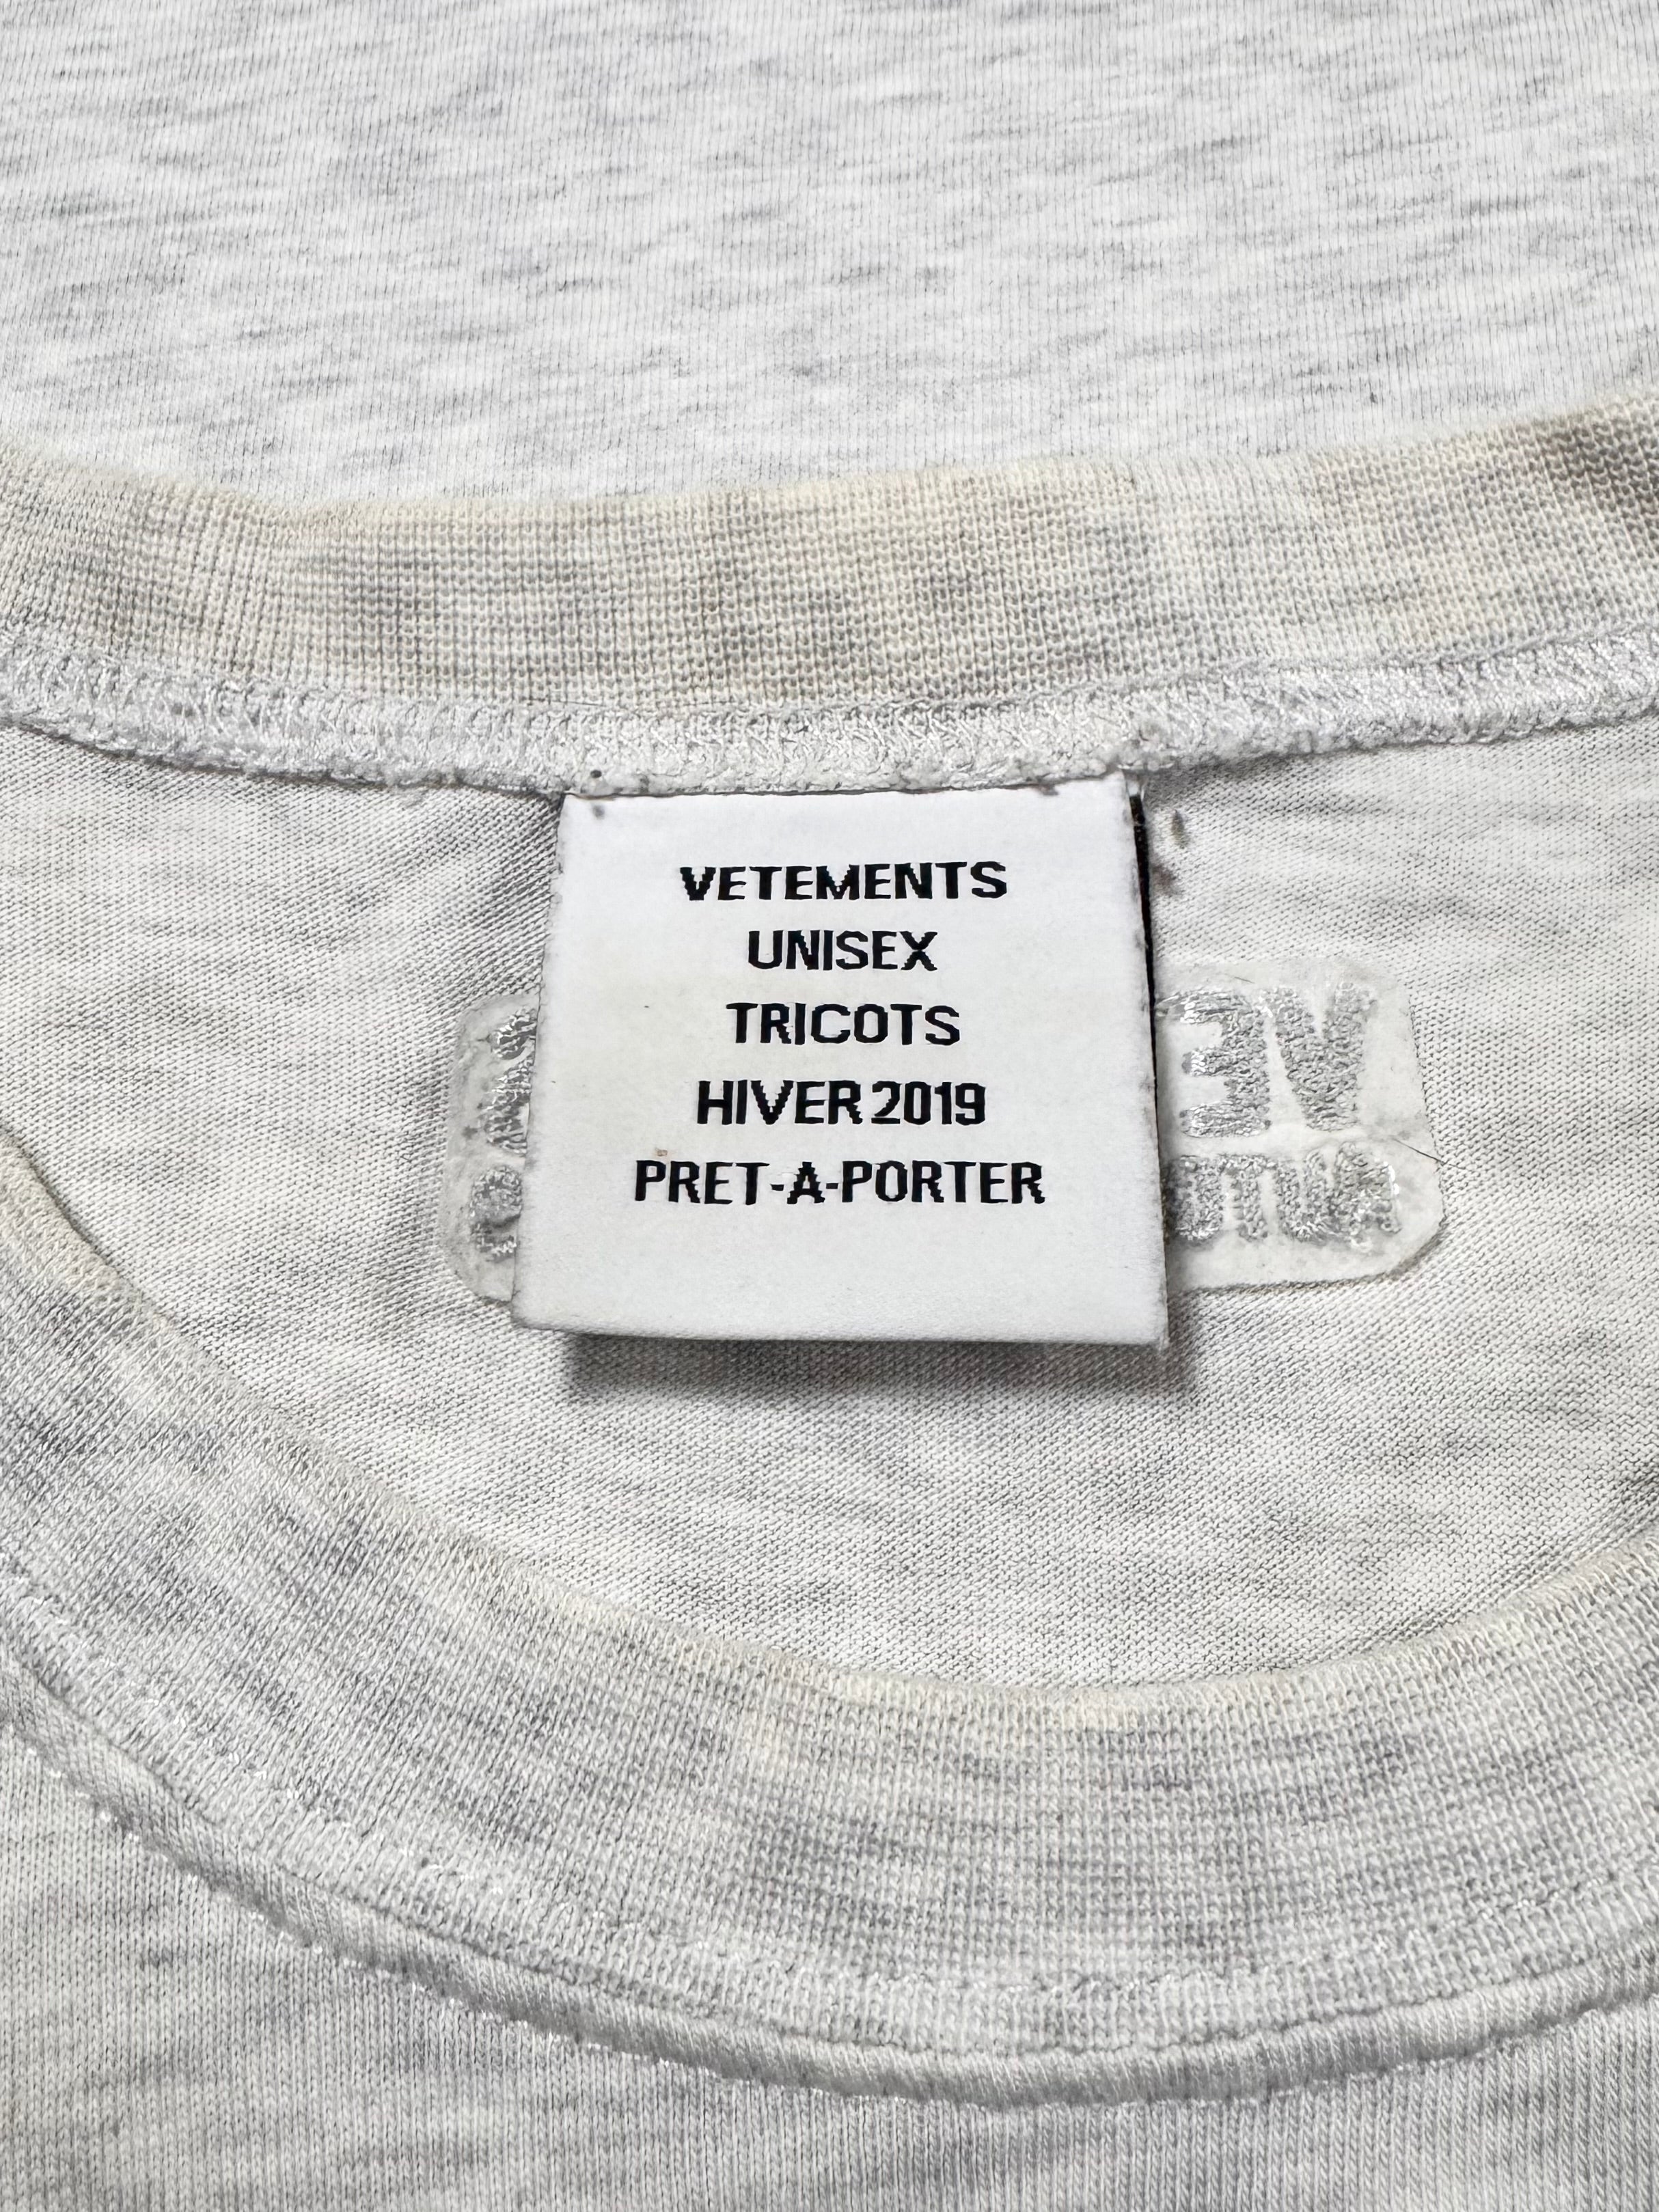 VETEMENTS
UNISEX
TRICOTS
HIVER 2019
PRET-A-PORTER